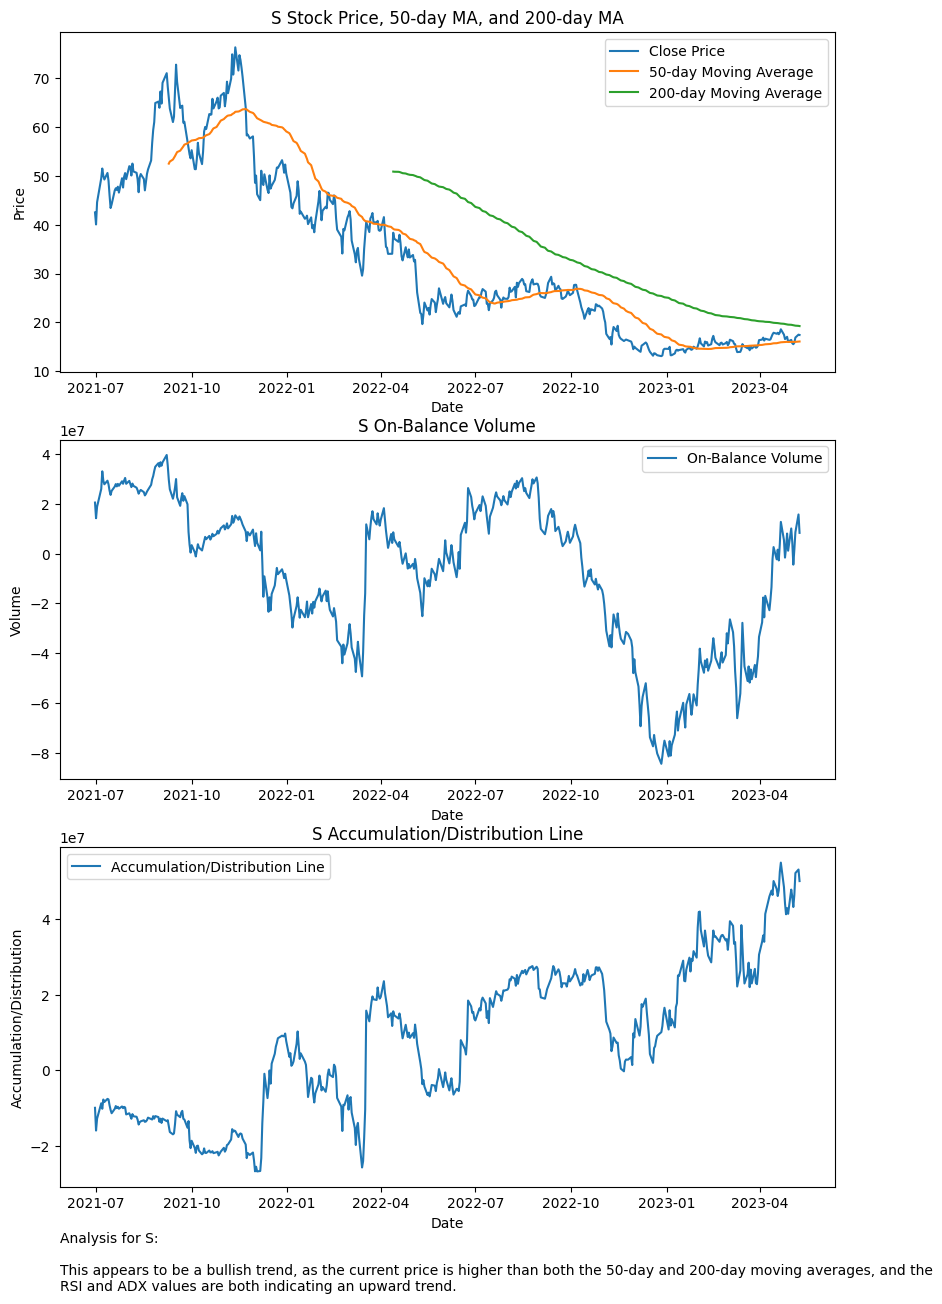 S Stock Price, 50-day MA, and 200-day MA
Close Price
50-day Moving Average
200-day Moving Average
Price
70
60
50
40
30
20
10
2021-07 2021-10 2022-01 2022-04 2022-07 2022-10 2023-01 2023-04
Date
1e7
S On-Balance Volume
On-Balance Volume
Volume
4
2
0
−2
−4
−6
−8
2021-07 2021-10 2022-01 2022-04 2022-07 2022-10 2023-01 2023-04
Date
1e7
S Accumulation/Distribution Line
Accumulation/Distribution Line
Accumulation/Distribution
4
2
0
−2
2021-07 2021-10 2022-01 2022-04 2022-07 2022-10 2023-01 2023-04
Date
Analysis for S:
This appears to be a bullish trend, as the current price is higher than both the 50-day and 200-day moving averages, and the
RSI and ADX values are both indicating an upward trend.